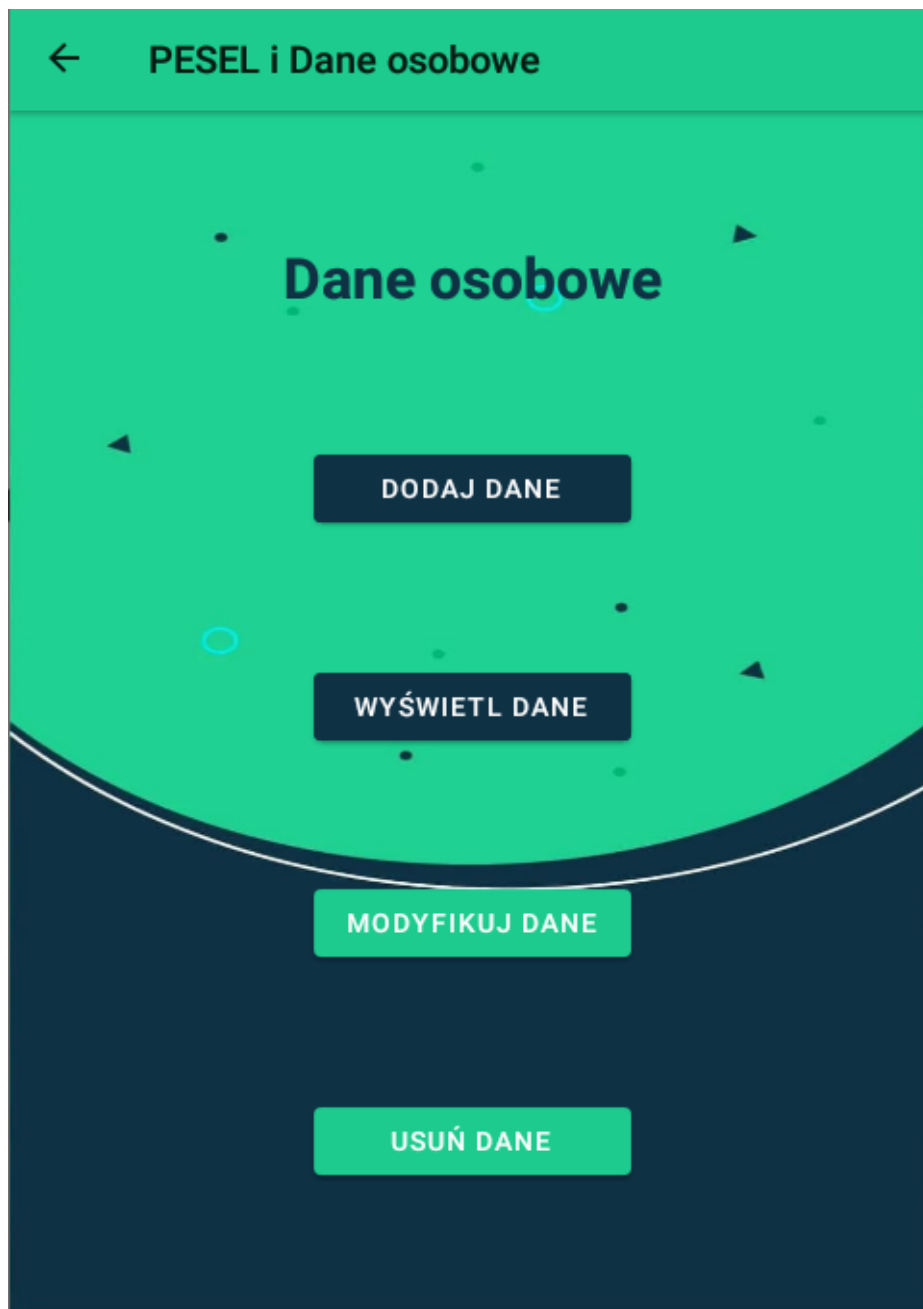 PESEL i Dane osobowe
Dane osobowe
DODAJ DANE
WYŚWIETL DANE
MODYFIKUJ DANE
USUŃ DANE